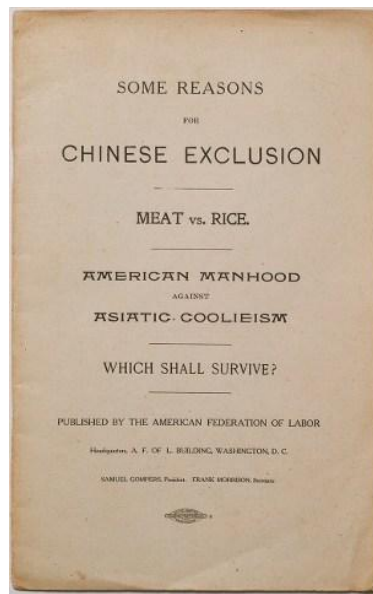 SOME REASONS
FOR
CHINESE EXCLUSION
MEAT vs. RICE.
AMERICAN MANHOOD
AGAINST
ASIATIC COOLIEISM
WHICH SHALL SURVIVE?
PUBLISHED BY THE AMERICAN FEDERATION OF LABOR
Headquarters, A. F. OF L. BUILDING, WASHINGTON, D. C.
SAMUEL GOMPERS, President. FRANK MORRISON, Secretary.